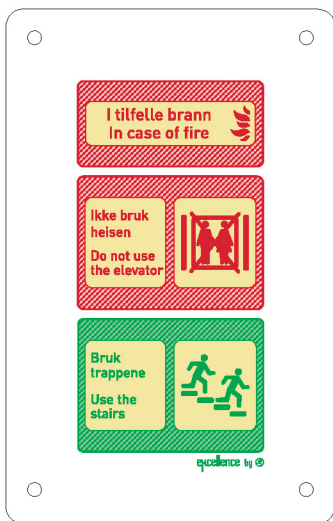 I tilfelle brann
In case of fire
Ikke bruk
heisen
Do not use
the elevator
Bruk
trappene
Use the
stairs
excellence by